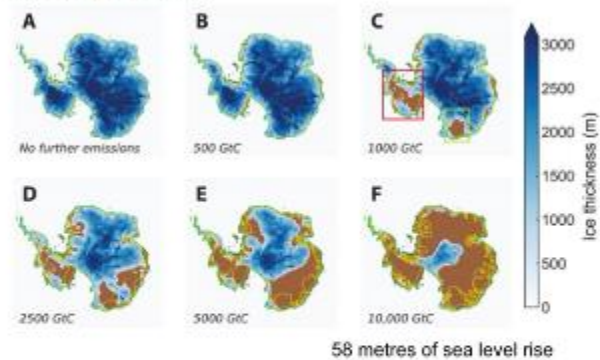 A
B
C
No further emissions
500 GtC
1000 GtC
D
E
F
2500 GtC
5000 GtC
10,000 GtC
3000
2500
2000
1500
1000
500
0
Ice thickness (m)
58 metres of sea level rise